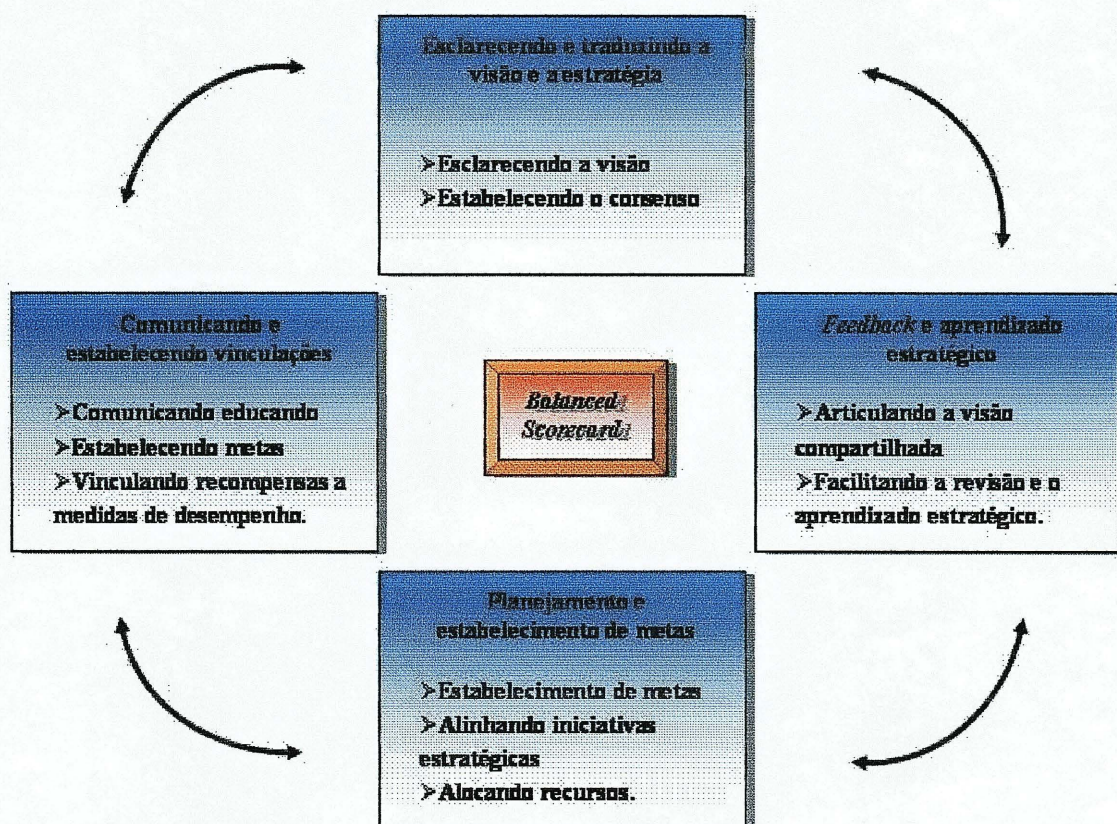 Esclarecendo e traduzindo a
visão e a estratégia
➤Esclarecendo a visão
➤Estabelecendo o consenso
Comunicando e
estabelecendo vinculações
➤Comunicando educando
➤Estabelecendo metas
➤Vinculando recompensas a
medidas de desempenho.
Balanced
Scorecard
Feedback e aprendizado
estratégico
➤Articulando a visão
compartilhada
➤Facilitando a revisão e o
aprendizado estratégico.
Planejamento e
estabelecimento de metas
➤Estabelecimento de metas
➤Alinhando iniciativas
estratégicas
➤Alocando recursos.